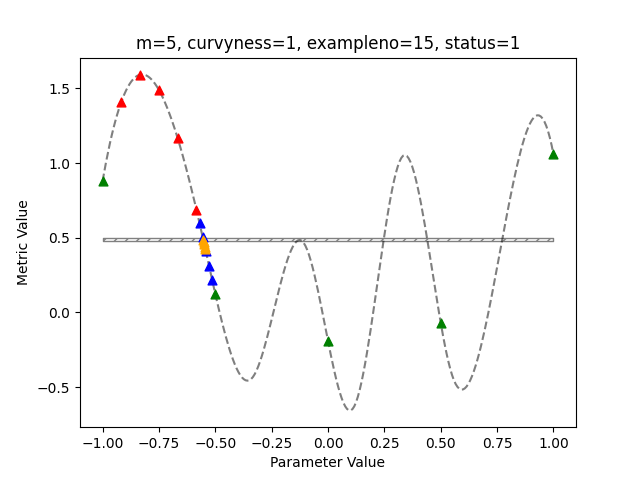 m=5, curvyness=1, exampleno=15, status=1
Metric Value
1.5
1.0
0.5
0.0
−0.5
−1.00 −0.75 −0.50 −0.25 0.00 0.25 0.50 0.75 1.00
Parameter Value